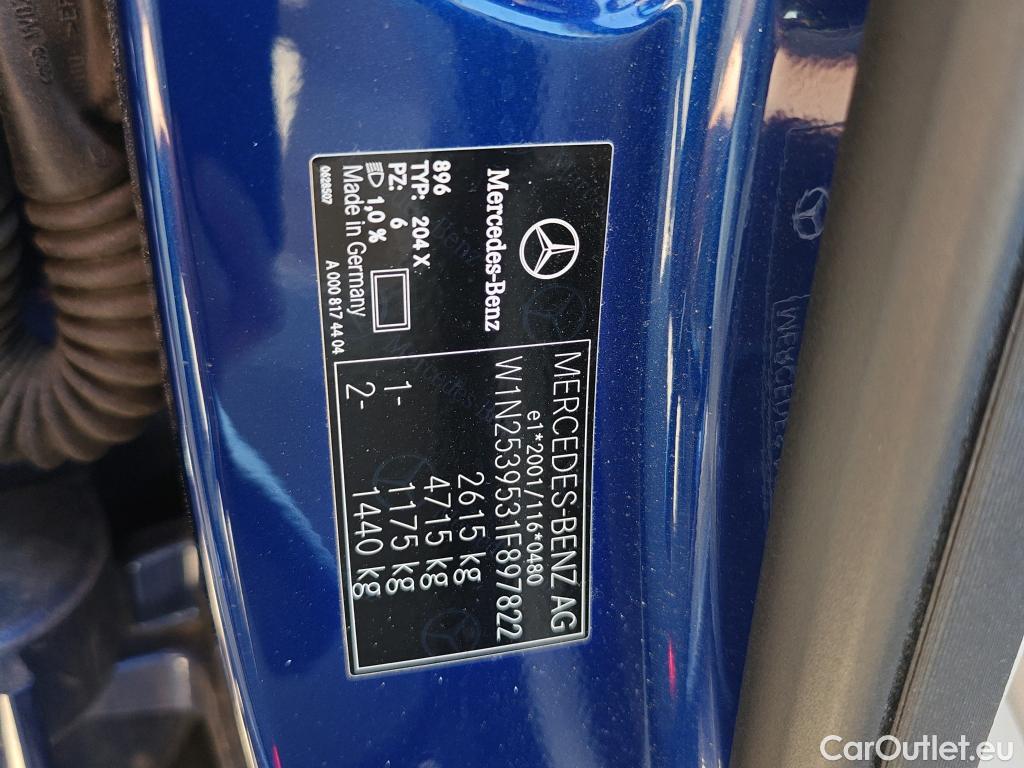 MERCEDES-BENZ AG
e1*2001/116*0480
W1N2539531F897822
2615 kg
4715 kg
1- 1175 kg
2- 1440 kg
Mercedes-Benz
896
TYP: 204 X
PZ: 6
1,0 %
Made in Germany
0628507
A 000 817 44 04
CarOutlet.eu